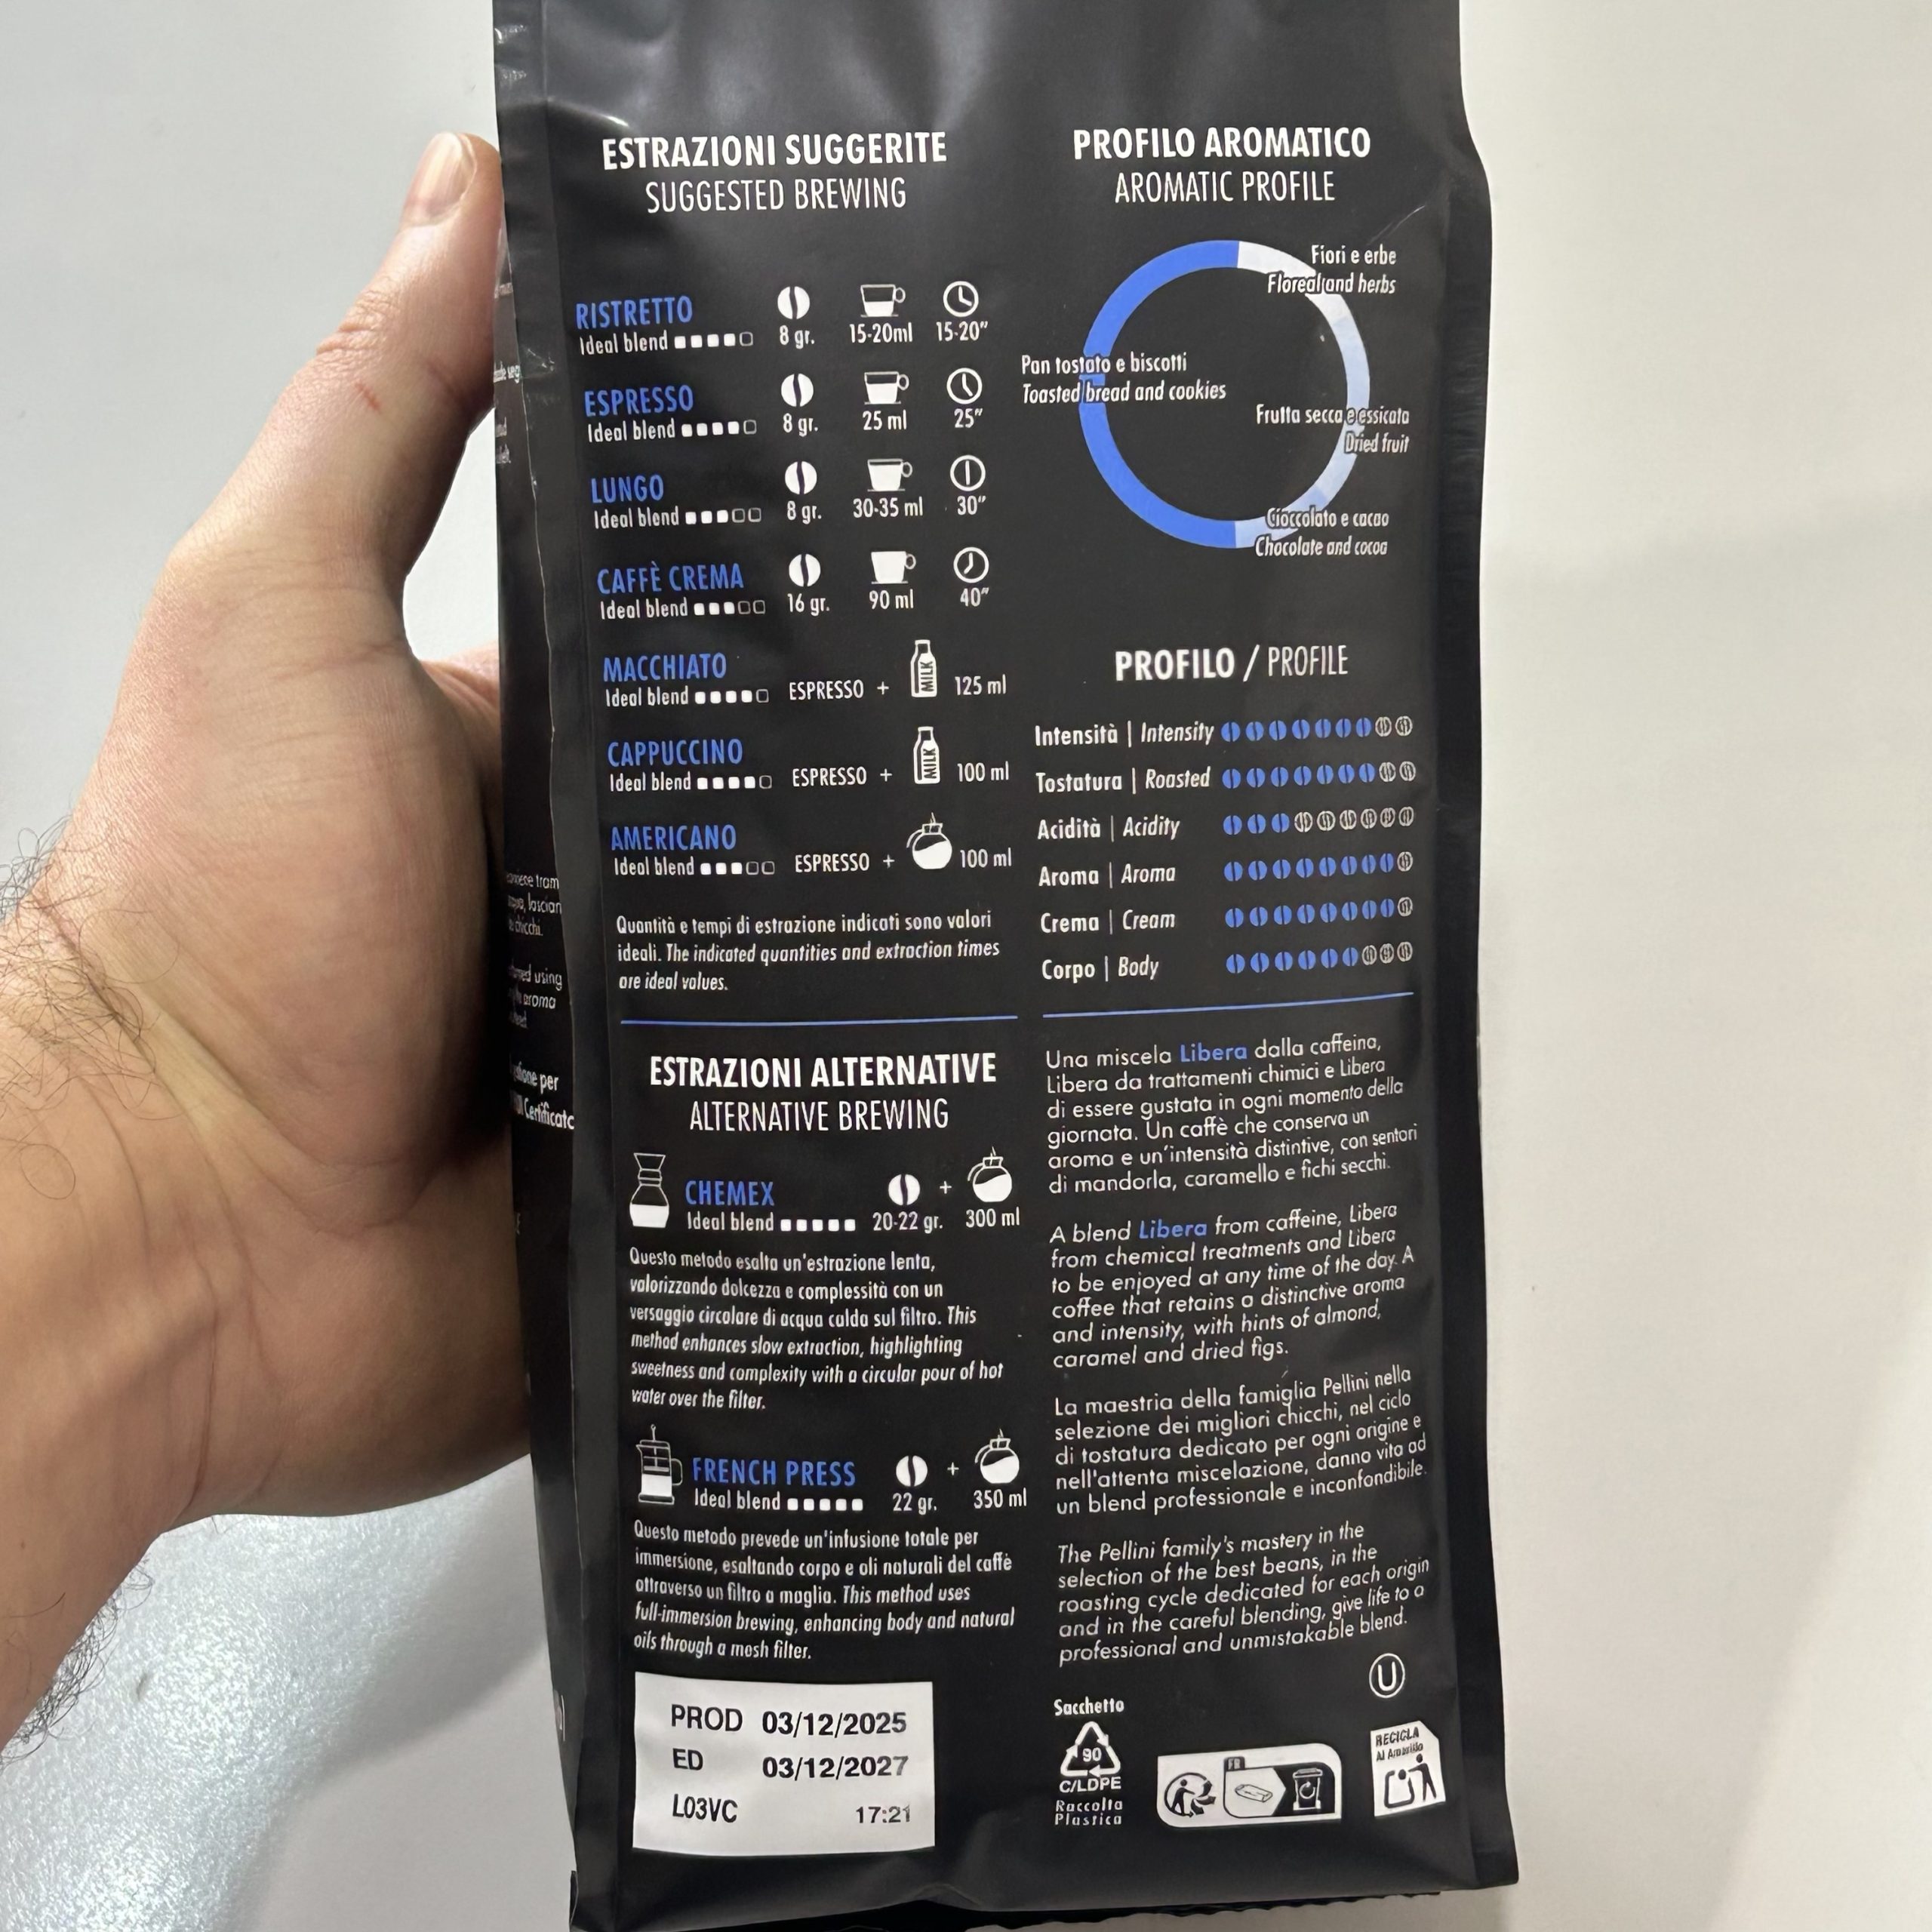 ESTRAZIONI SUGGERITE
SUGGESTED BREWING
RISTRETTO
Ideal blend
8 gr.
15-20ml
15-20”
ESPRESSO
Ideal blend
8 gr.
25 ml
25”
LUNGO
Ideal blend
8 gr.
30-35 ml
30”
CAFFÈ CREMA
Ideal blend
16 gr.
90 ml
40”
MACCHIATO
Ideal blend
ESPRESSO +
MILK
125 ml
CAPPUCCINO
Ideal blend
ESPRESSO +
MILK
100 ml
AMERICANO
Ideal blend
ESPRESSO +
100 ml
Quantità e tempi di estrazione indicati sono valori
ideali. The indicated quantities and extraction times
are ideal values.
ESTRAZIONI ALTERNATIVE
ALTERNATIVE BREWING
CHEMEX
Ideal blend
20-22 gr.
+
300 ml
Questo metodo esalta un'estrazione lenta,
valorizzando dolcezza e complessità con un
versaggio circolare di acqua calda sul filtro. This
method enhances slow extraction, highlighting
sweetness and complexity with a circular pour of hot
water over the filter.
FRENCH PRESS
Ideal blend
22 gr.
+
350 ml
Questo metodo prevede un'infusione totale per
immersione, esaltando corpo e oli naturali del caffè
attraverso un filtro a maglia. This method uses
full-immersion brewing, enhancing body and natural
oils through a mesh filter.
PROD 03/12/2025
ED 03/12/2027
L03VC 17:21
PROFILO AROMATICO
AROMATIC PROFILE
Fiori e erbe
Floreal and herbs
Pan tostato e biscotti
Toasted bread and cookies
Frutta secca e essicata
Dried fruit
Cioccolato e cacao
Chocolate and cocoa
PROFILO / PROFILE
Intensità | Intensity
Tostatura | Roasted
Acidità | Acidity
Aroma | Aroma
Crema | Cream
Corpo | Body
Una miscela Libera dalla caffeina,
Libera da trattamenti chimici e Libera
di essere gustata in ogni momento della
giornata. Un caffè che conserva un
aroma e un'intensità distintive, con sentori
di mandorla, caramello e fichi secchi.
A blend Libera from caffeine, Libera
from chemical treatments and Libera
to be enjoyed at any time of the day. A
coffee that retains a distinctive aroma
and intensity, with hints of almond,
caramel and dried figs.
La maestria della famiglia Pellini nella
selezione dei migliori chicchi, nel ciclo
di tostatura dedicato per ogni origine e
nell'attenta miscelazione, danno vita ad
un blend professionale e inconfondibile.
The Pellini family's mastery in the
selection of the best beans, in the
roasting cycle dedicated for each origin
and in the careful blending, give life to a
professional and unmistakable blend.
U
Sacchetto
90
C/LDPE
Raccolta
Plastica
FR
RECICLA
Al Amarillo
using
aroma
per